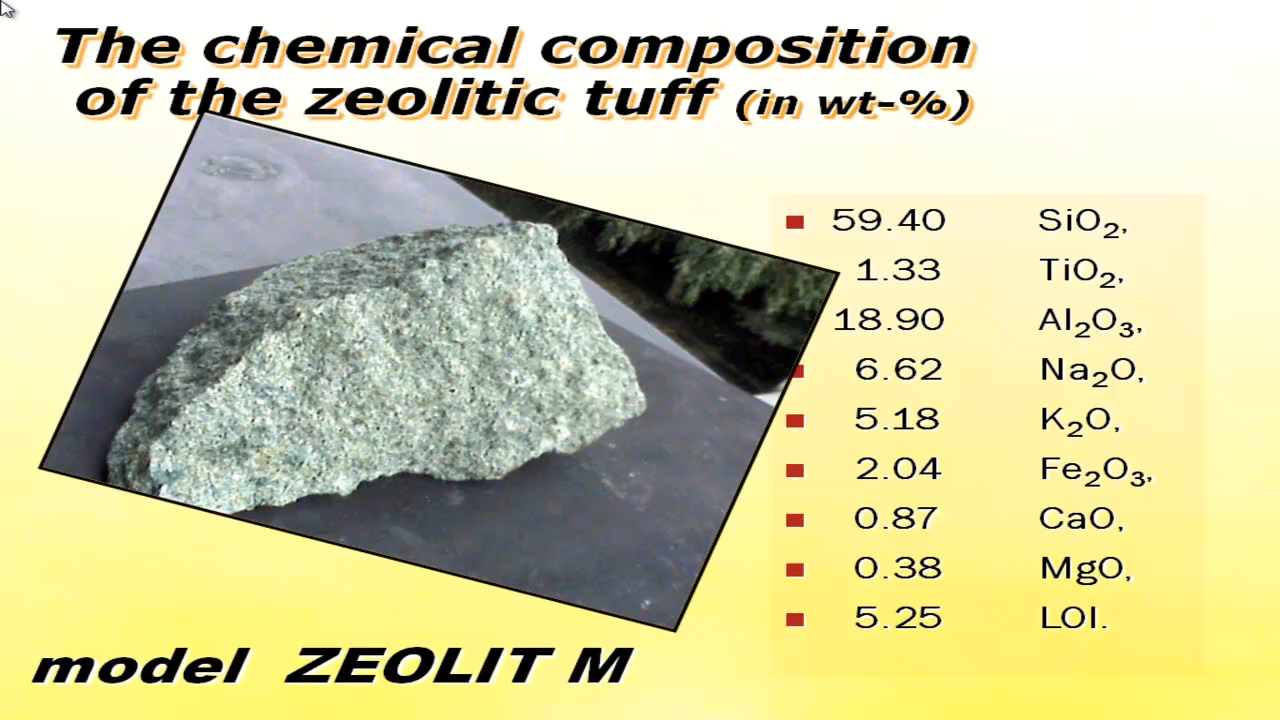 The chemical composition
of the zeolitic tuff (in wt-%)
59.40 SiO₂,
1.33 TiO₂,
18.90 Al₂O₃,
6.62 Na₂O,
5.18 K₂O,
2.04 Fe₂O₃,
0.87 CaO,
0.38 MgO,
5.25 LOI.
model ZEOLIT M